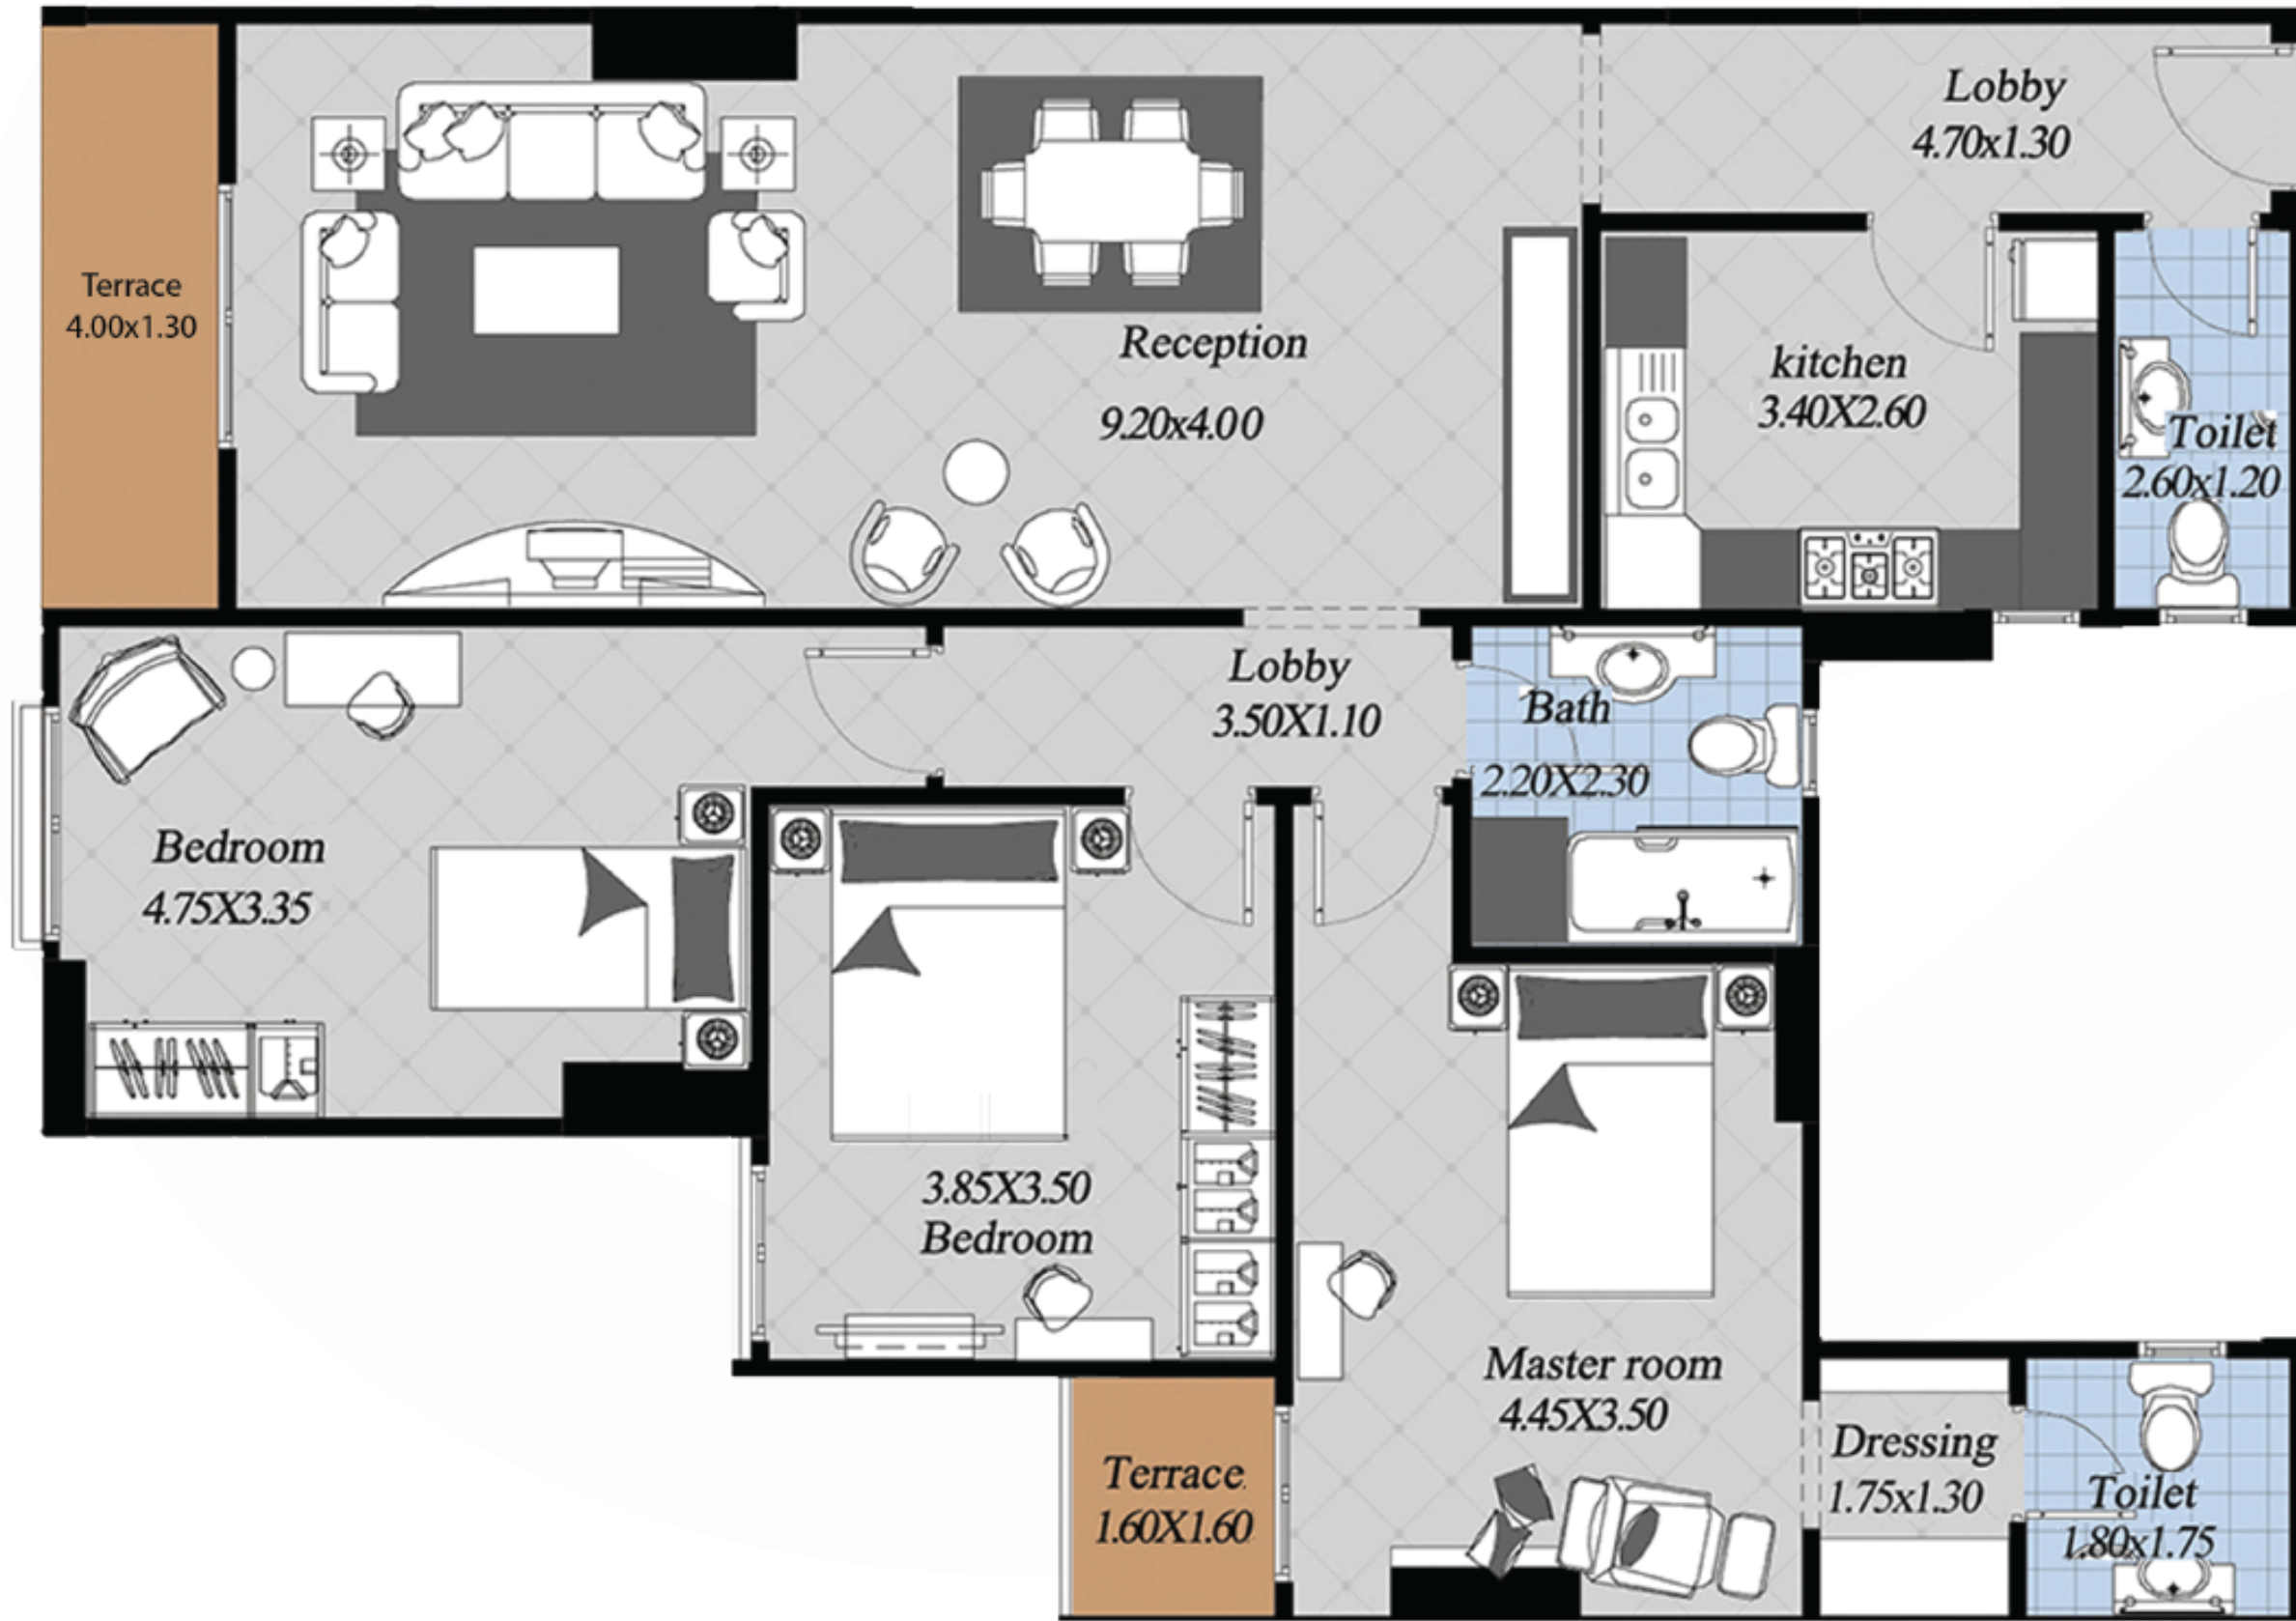 Lobby
4.70x1.30
Terrace
4.00x1.30
Reception
9.20x4.00
kitchen
3.40X2.60
Toilet
2.60x1.20
Lobby
3.50X1.10
Bath
2.20X2.30
Bedroom
4.75X3.35
3.85X3.50
Bedroom
Master room
4.45X3.50
Terrace
1.60X1.60
Dressing
1.75x1.30
Toilet
1.80x1.75